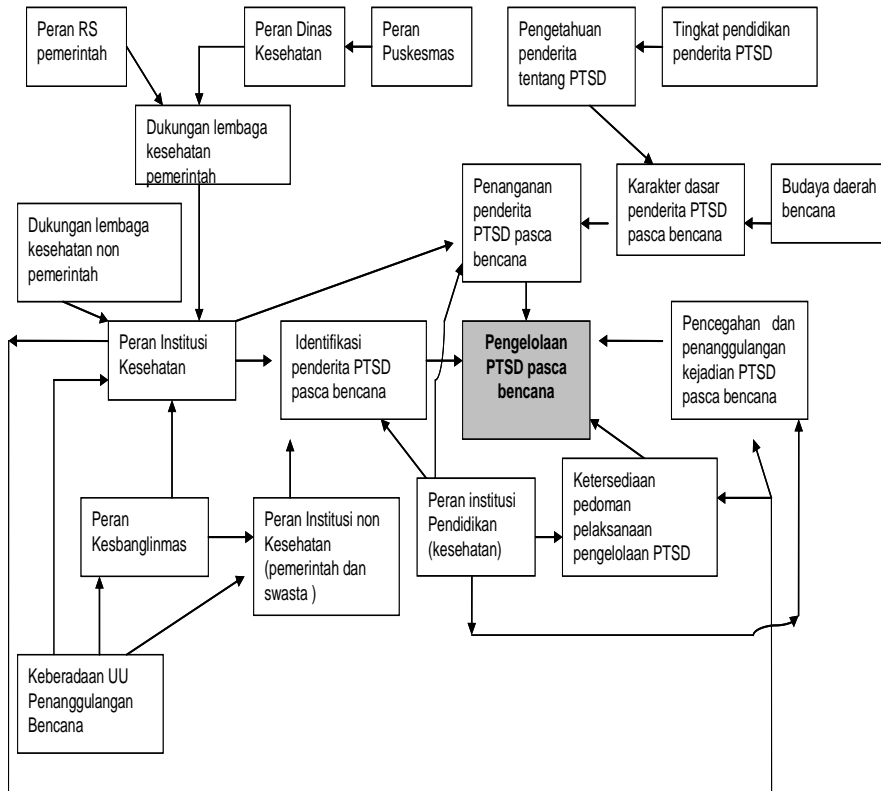 Peran RS
pemerintah
Peran Dinas
Kesehatan
Peran
Puskesmas
Pengetahuan
penderita
tentang PTSD
Tingkat pendidikan
penderita PTSD
Dukungan lembaga
kesehatan
pemerintah
Penanganan
penderita
PTSD pasca
bencana
Karakter dasar
penderita PTSD
pasca bencana
Budaya daerah
bencana
Dukungan lembaga
kesehatan non
pemerintah
Peran Institusi
Kesehatan
Identifikasi
penderita PTSD
pasca bencana
Pengelolaan
PTSD pasca
bencana
Pencegahan dan
penanggulangan
kejadian PTSD
pasca bencana
Peran
Kesbanglinmas
Peran Institusi non
Kesehatan
(pemerintah dan
swasta )
Peran institusi
Pendidikan
(kesehatan)
Ketersediaan
pedoman
pelaksanaan
pengelolaan PTSD
Keberadaan UU
Penanggulangan
Bencana